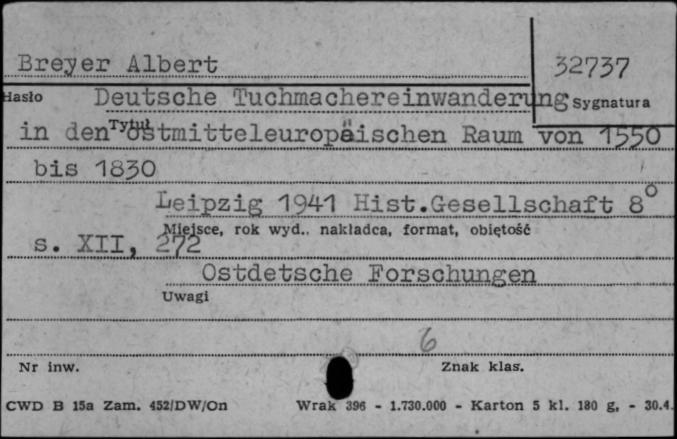 Breyer Albert 32737
Hasło Deutsche Tuchmachereinwanderung Sygnatura
Tytuł
in den ostmitteleuropäischen Raum von 1550
bis 1830
Leipzig 1941 Hist.Gesellschaft 8°
Miejsce, rok wyd., nakładca, format, objętość
s. XII, 272
Ostdetsche Forschungen
Uwagi
6
Nr inw. Znak klas.
CWD B 15a Zam. 452/DW/On Wrak 396 - 1.730.000 - Karton 5 kl. 180 g, - 30.4.